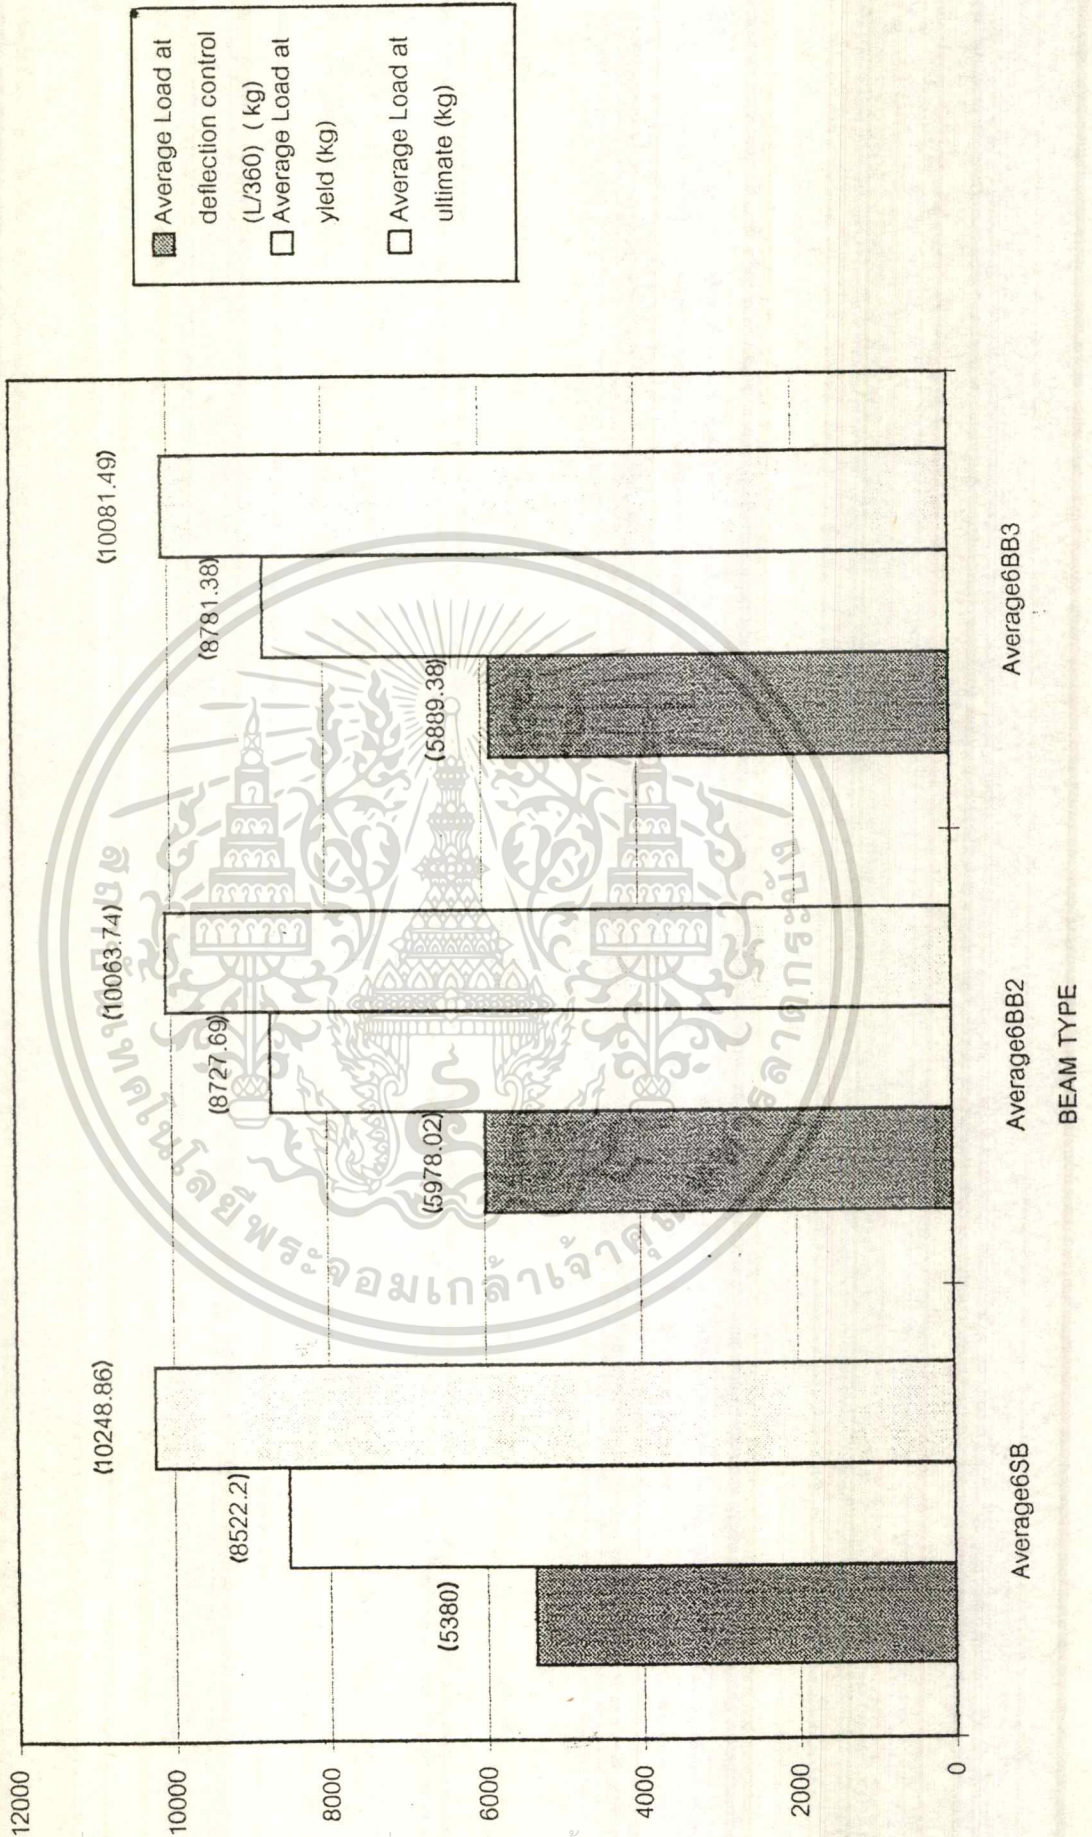 12000
10000
8000
6000
4000
2000
0
(5380)
(8522.2)
(10248.86)
(5978.02)
(8727.69)
(10063.74)
(5889.38)
(8781.38)
(10081.49)
Average6SB
Average6BB2
Average6BB3
BEAM TYPE
Average Load at
deflection control
(L/360) ( kg)
Average Load at
yield (kg)
Average Load at
ultimate (kg)